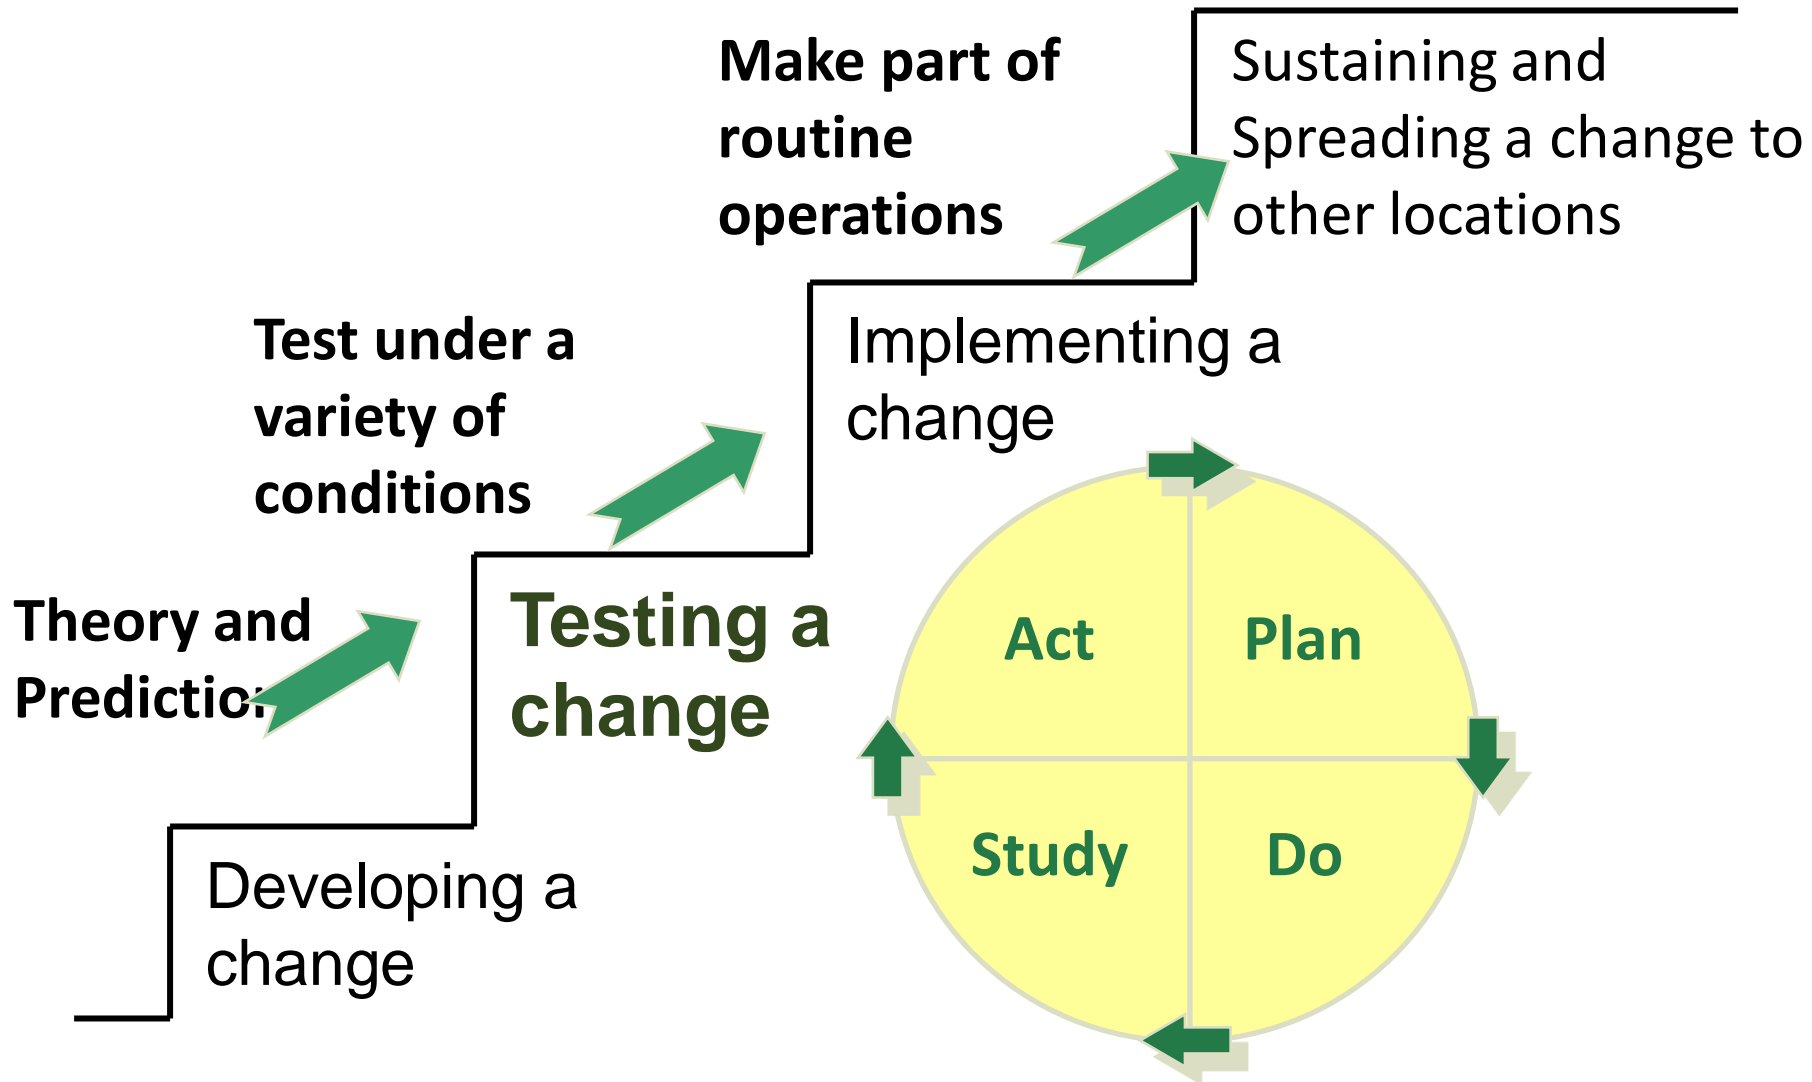 Make part of
routine
operations
Sustaining and
Spreading a change to
other locations
Test under a
variety of
conditions
Implementing a
change
Theory and
Prediction
Testing a
change
Act
Plan
Study
Do
Developing a
change